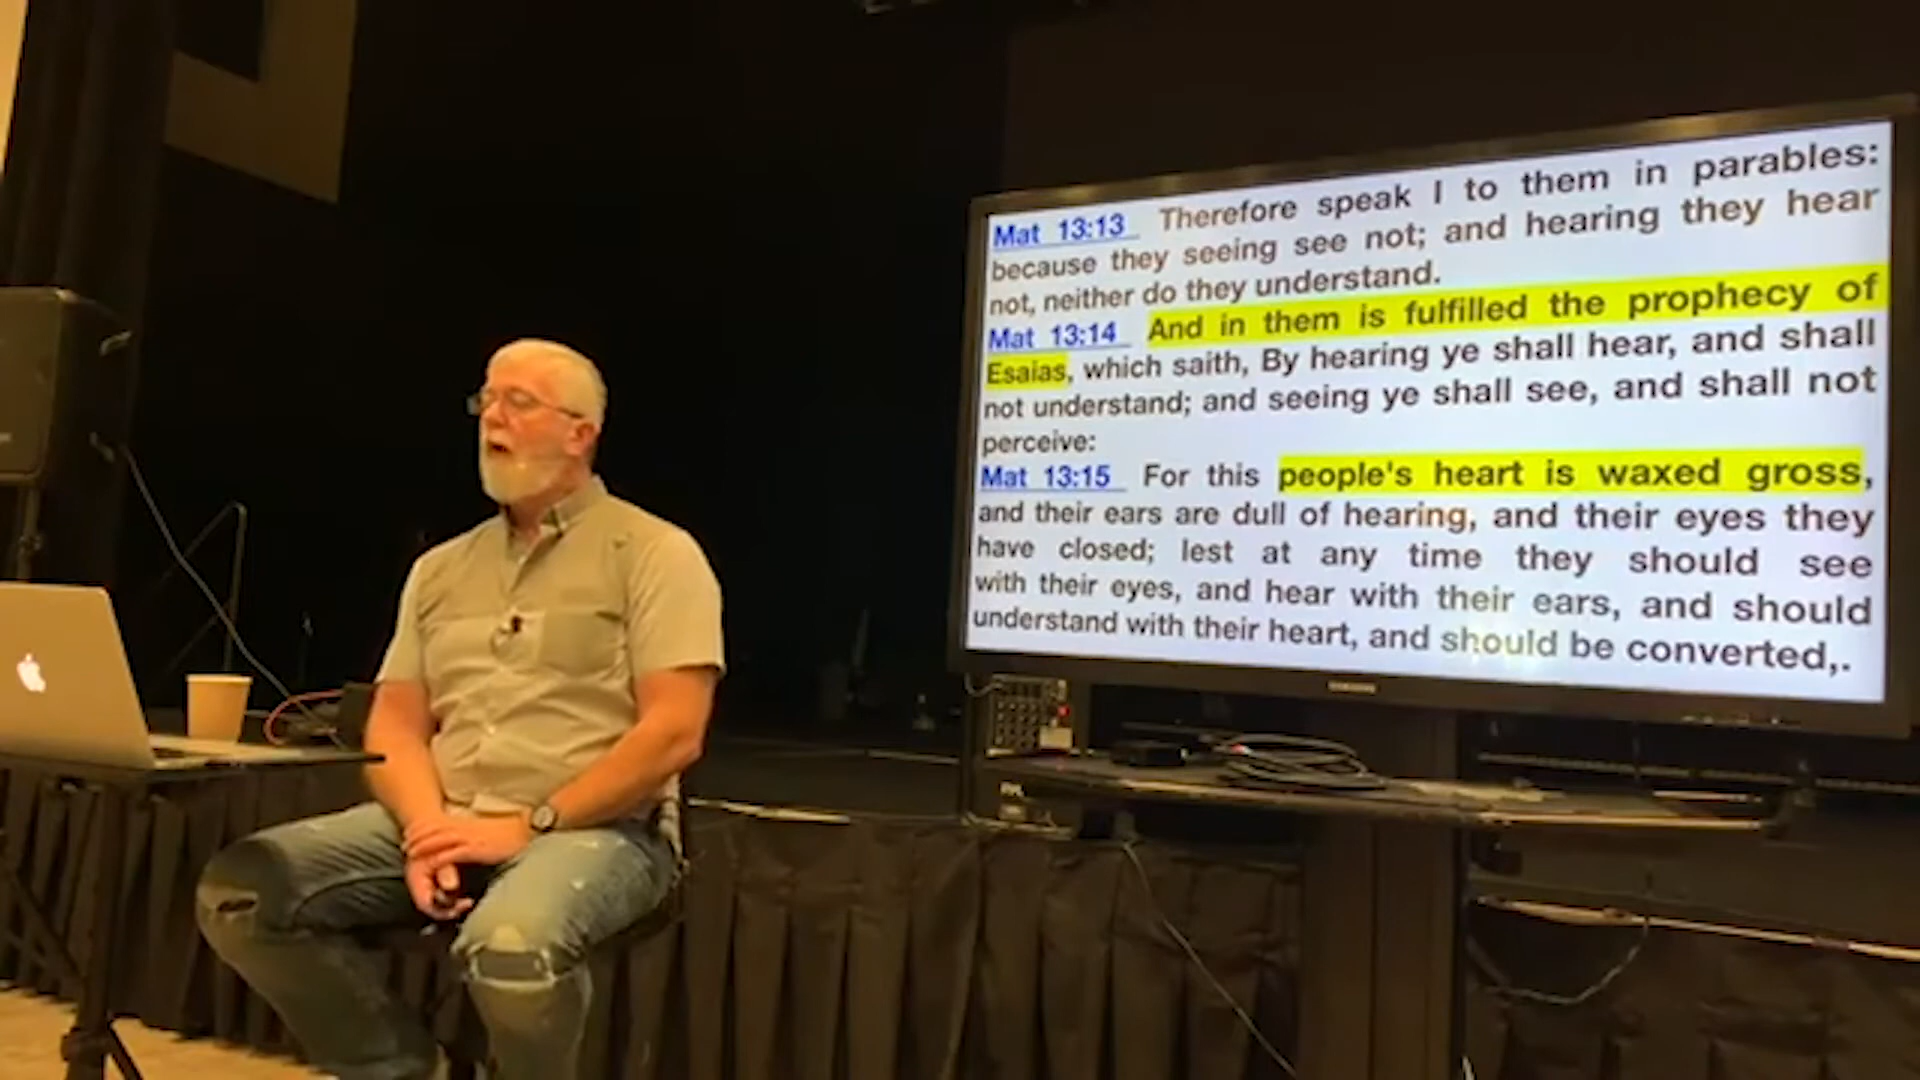 Mat 13:13 Therefore speak I to them in parables:
because they seeing see not; and hearing they hear
not, neither do they understand.
Mat 13:14 And in them is fulfilled the prophecy of
Esaias, which saith, By hearing ye shall hear, and shall
not understand; and seeing ye shall see, and shall not
perceive:
Mat 13:15 For this people's heart is waxed gross,
and their ears are dull of hearing, and their eyes they
have closed; lest at any time they should see
with their eyes, and hear with their ears, and should
understand with their heart, and should be converted,.
SAMSUNG